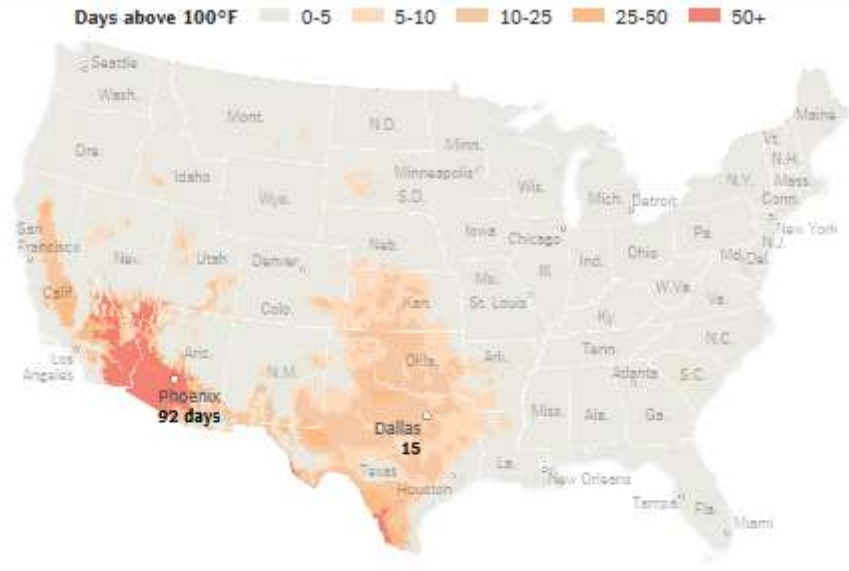 Days above 100°F 0-5 5-10 10-25 25-50 50+
Seattle
Wash.
Maine
Mont.
N.D.
Minn.
Vt.
Ore.
N.H.
Idaho
Minneapolis
Mass.
S.D.
Wis.
N.Y.
Wyo.
Mich.
Detroit
Conn.
San
Francisco
Iowa
Chicago
Pa.
New York
N.J.
Neb.
Ohio
Nev.
Utah
Denver
Ill.
Ind.
Md.
Del.
Mo.
W.Va.
Calif.
Colo.
Kan.
St. Louis
Va.
Ky.
N.C.
Los
Angeles
Ariz.
Okla.
Ark.
Tenn.
N.M.
Atlanta
S.C.
Phoenix
92 days
Miss.
Ala.
Ga.
Dallas
15
Texas
La.
New Orleans
Houston
Tampa
Fla.
Miami